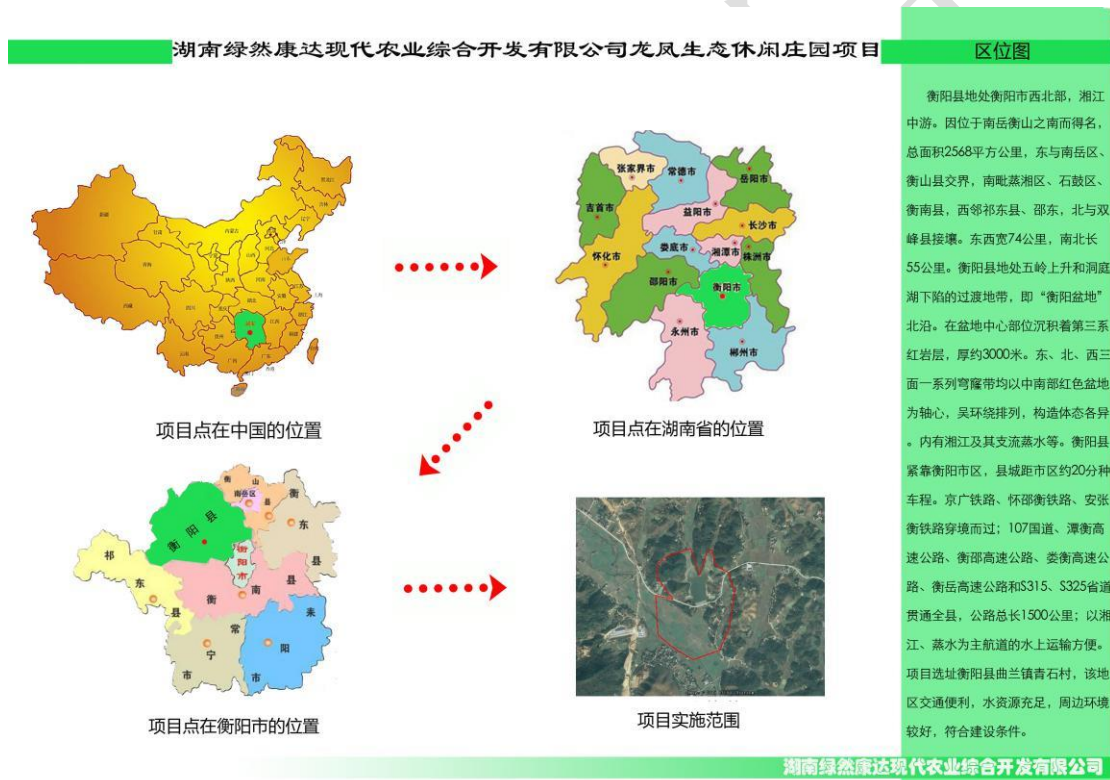 湖南绿然康达现代农业综合开发有限公司龙凤生态休闲庄园项目
区位图
项目点在中国的位置
张家界市
常德市
岳阳市
吉首市
益阳市
长沙市
怀化市
娄底市
湘潭市
株洲市
邵阳市
衡阳市
永州市
郴州市
项目点在湖南省的位置
衡山县
南岳区
衡东县
衡阳县
衡阳市
祁东县
衡南县
常宁市
耒阳市
项目点在衡阳市的位置
项目实施范围
衡阳县地处衡阳市西北部，湘江
中游。因位于南岳衡山之南而得名，
总面积2568平方公里，东与南岳区、
衡山县交界，南毗蒸湘区、石鼓区、
衡南县，西邻祁东县、邵东，北与双
峰县接壤。东西宽74公里，南北长
55公里。衡阳县地处五岭上升和洞庭
湖下陷的过渡地带，即“衡阳盆地”
北沿。在盆地中心部位沉积着第三系
红岩层，厚约3000米。东、北、西三
面一系列穹窿带均以中南部红色盆地
为轴心，吴环绕排列，构造体态各异
。内有湘江及其支流蒸水等。衡阳县
紧靠衡阳市区，县城距市区约20分种
车程。京广铁路、怀邵衡铁路、安张
衡铁路穿境而过；107国道、潭衡高
速公路、衡邵高速公路、娄衡高速公
路、衡岳高速公路和S315、S325省道
贯通全县，公路总长1500公里；以湘
江、蒸水为主航道的水上运输方便。
项目选址衡阳县曲兰镇青石村，该地
区交通便利，水资源充足，周边环境
较好，符合建设条件。
湖南绿然康达现代农业综合开发有限公司